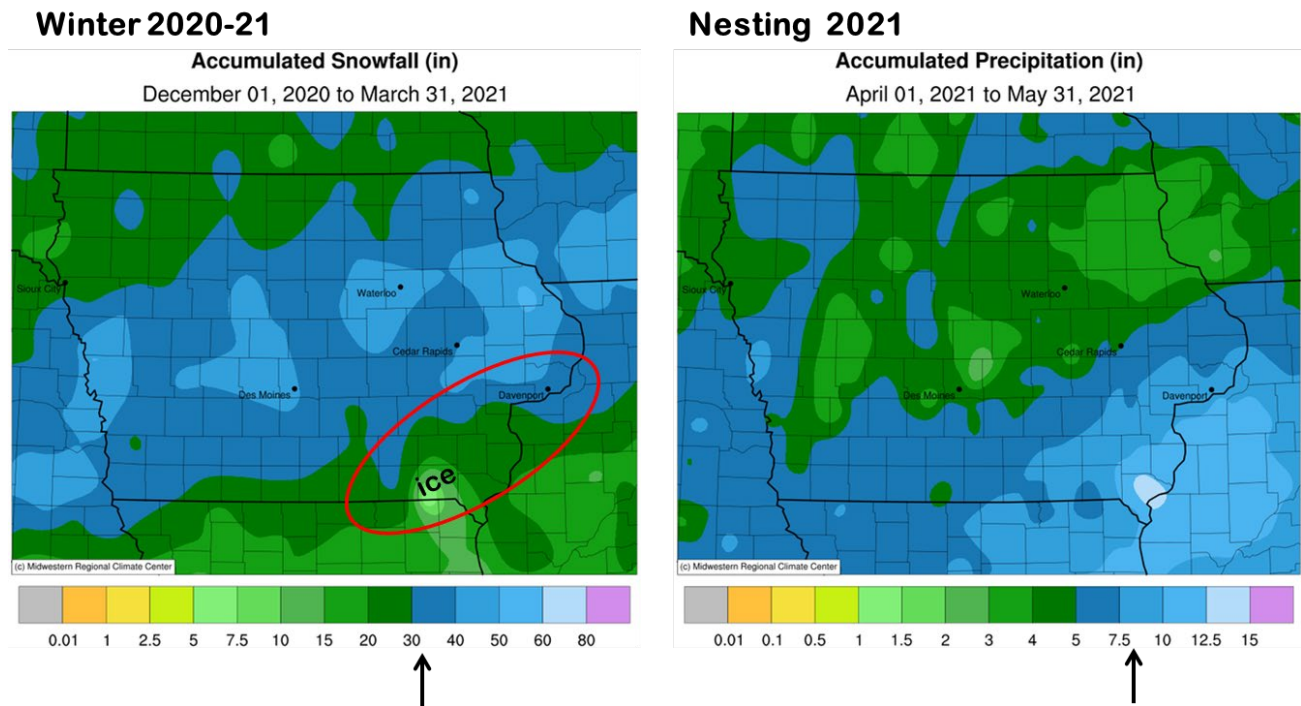 Winter 2020-21
Accumulated Snowfall (in)
December 01, 2020 to March 31, 2021
Sioux City
Waterloo
Cedar Rapids
Des Moines
Davenport
ice
(c) Midwestern Regional Climate Center
0.01 1 2.5 5 7.5 10 15 20 30 40 50 60 80
Nesting 2021
Accumulated Precipitation (in)
April 01, 2021 to May 31, 2021
Sioux City
Waterloo
Cedar Rapids
Des Moines
Davenport
(c) Midwestern Regional Climate Center
0.01 0.1 0.5 1 1.5 2 3 4 5 7.5 10 12.5 15